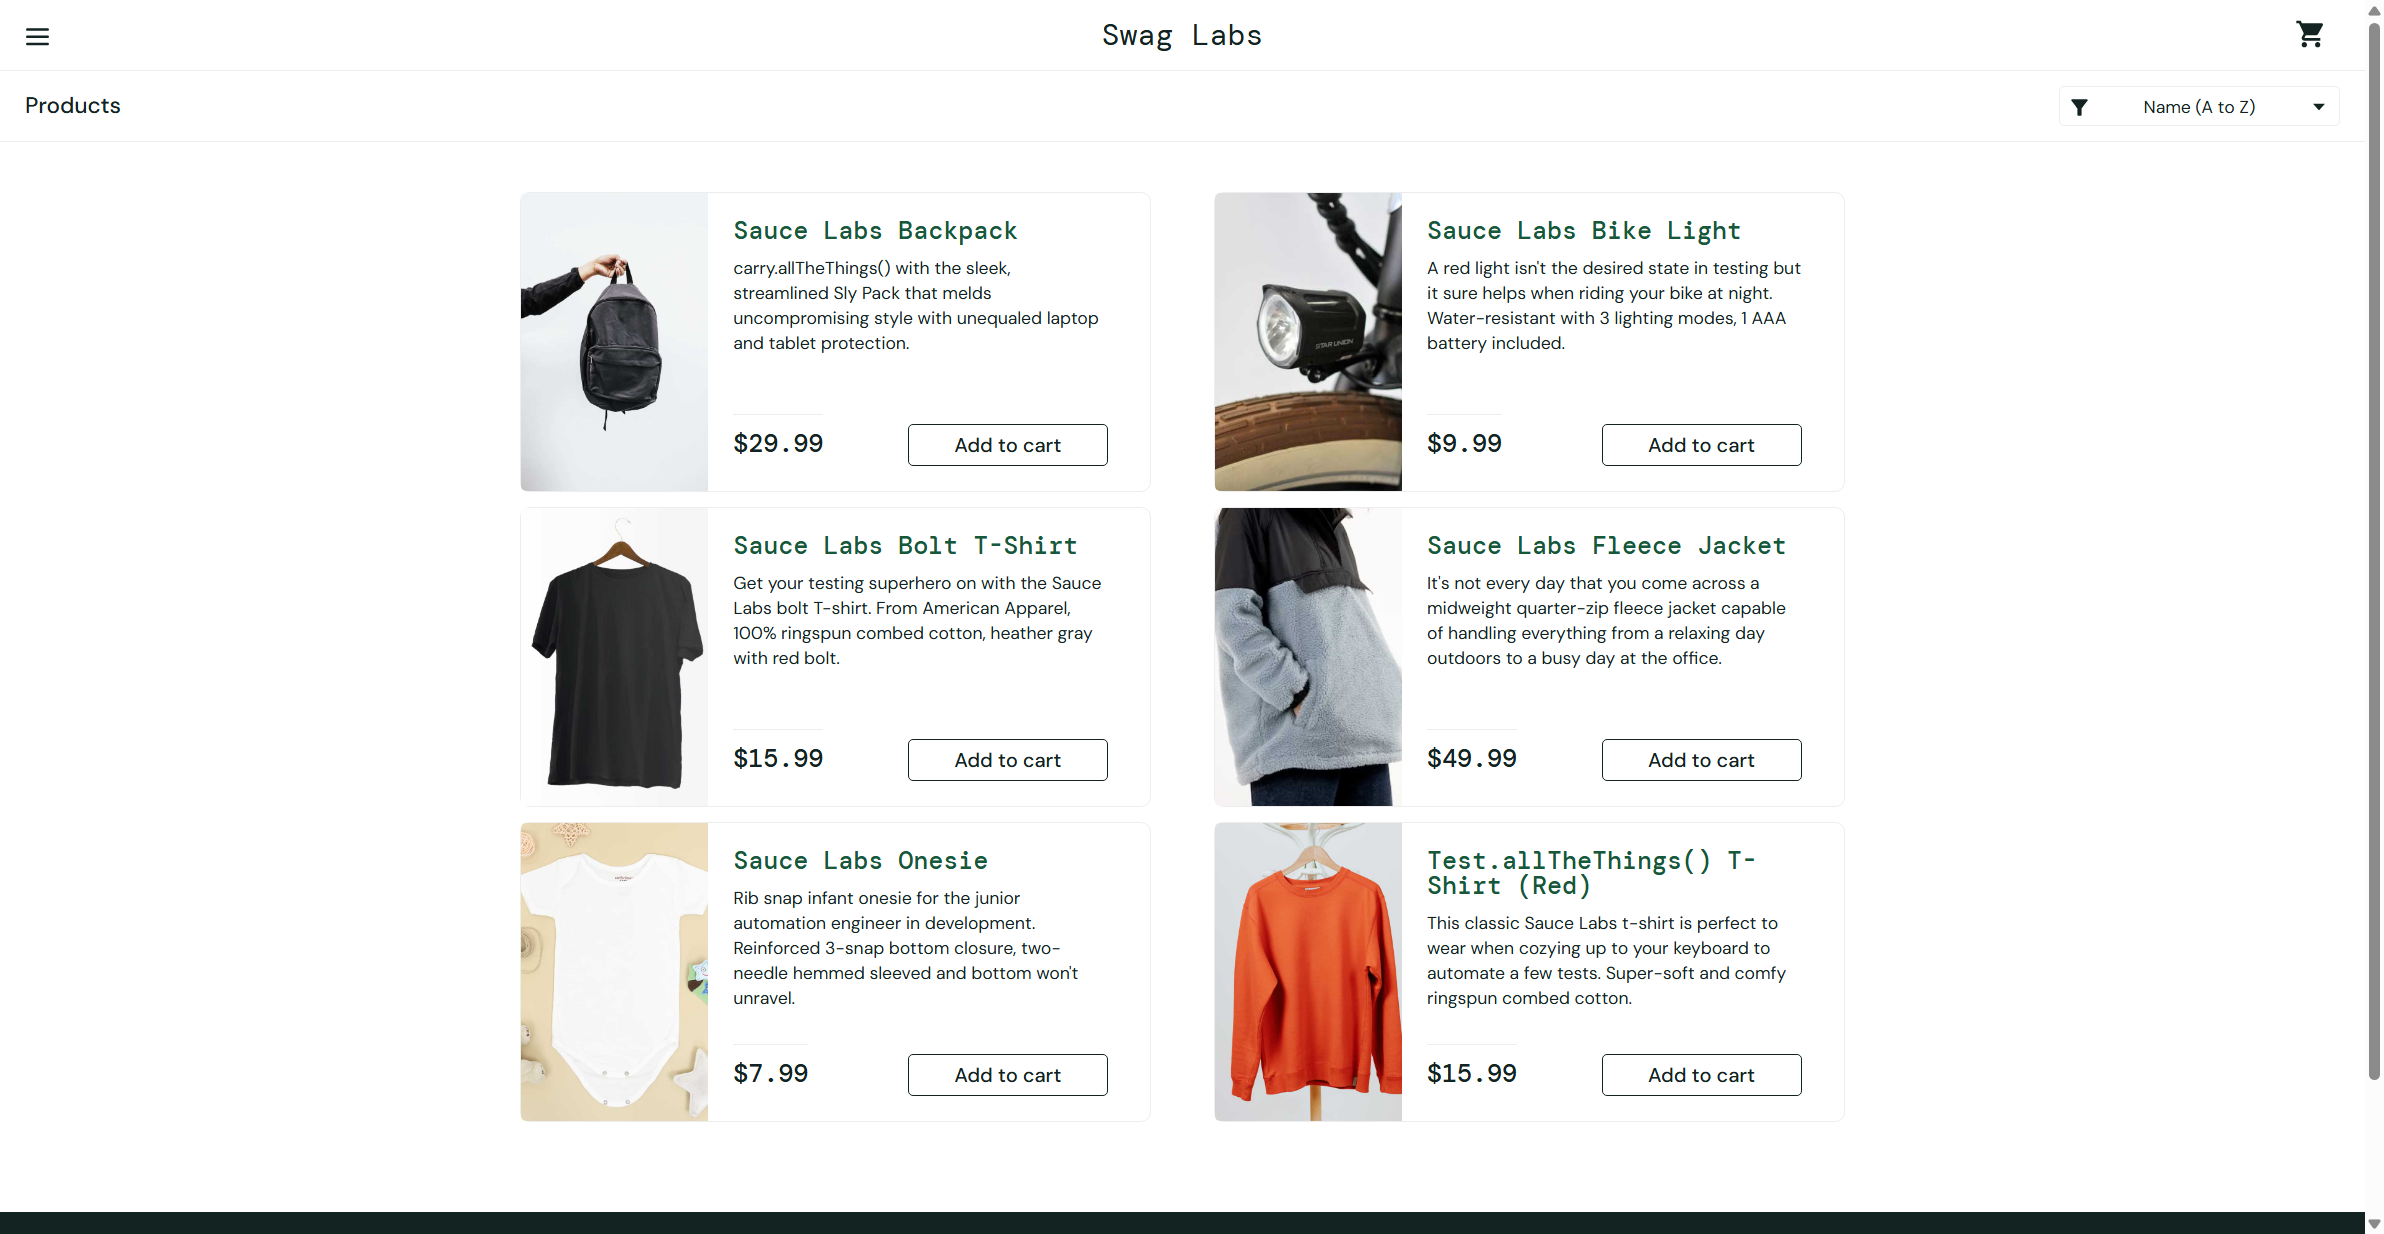 Swag Labs
Products
Name (A to Z)
Sauce Labs Backpack
carry.allTheThings() with the sleek,
streamlined Sly Pack that melds
uncompromising style with unequaled laptop
and tablet protection.
$29.99
Add to cart
Sauce Labs Bike Light
A red light isn't the desired state in testing but
it sure helps when riding your bike at night.
Water-resistant with 3 lighting modes, 1 AAA
battery included.
STAR UNION
$9.99
Add to cart
Sauce Labs Bolt T-Shirt
Get your testing superhero on with the Sauce
Labs bolt T-shirt. From American Apparel,
100% ringspun combed cotton, heather gray
with red bolt.
$15.99
Add to cart
Sauce Labs Fleece Jacket
It's not every day that you come across a
midweight quarter-zip fleece jacket capable
of handling everything from a relaxing day
outdoors to a busy day at the office.
$49.99
Add to cart
Sauce Labs Onesie
Rib snap infant onesie for the junior
automation engineer in development.
Reinforced 3-snap bottom closure, two-
needle hemmed sleeved and bottom won't
unravel.
$7.99
Add to cart
Test.allTheThings() T-
Shirt (Red)
This classic Sauce Labs t-shirt is perfect to
wear when cozying up to your keyboard to
automate a few tests. Super-soft and comfy
ringspun combed cotton.
$15.99
Add to cart